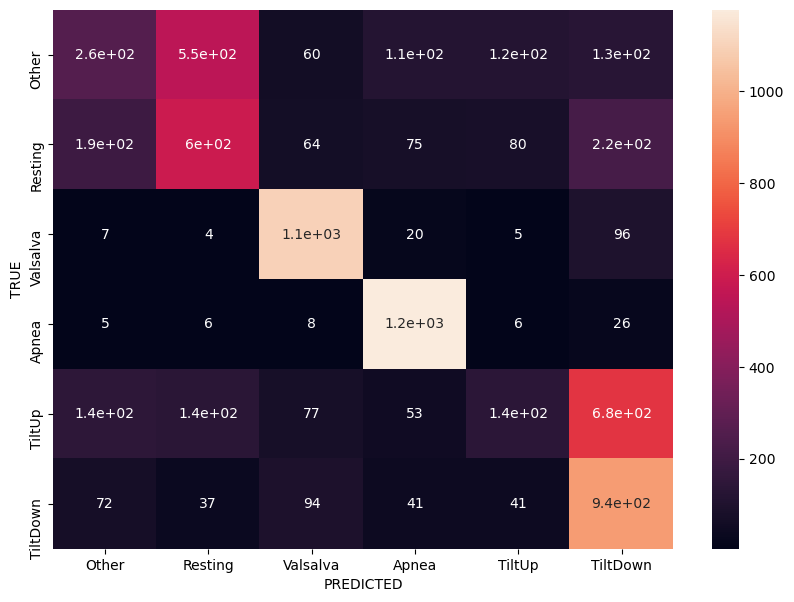 Other 2.6e+02 5.5e+02 60 1.1e+02 1.2e+02 1.3e+02
Resting 1.9e+02 6e+02 64 75 80 2.2e+02
Valsalva 7 4 1.1e+03 20 5 96
Apnea 5 6 8 1.2e+03 6 26
TiltUp 1.4e+02 1.4e+02 77 53 1.4e+02 6.8e+02
TiltDown 72 37 94 41 41 9.4e+02
TRUE
Other Resting Valsalva Apnea TiltUp TiltDown
PREDICTED
1000
800
600
400
200